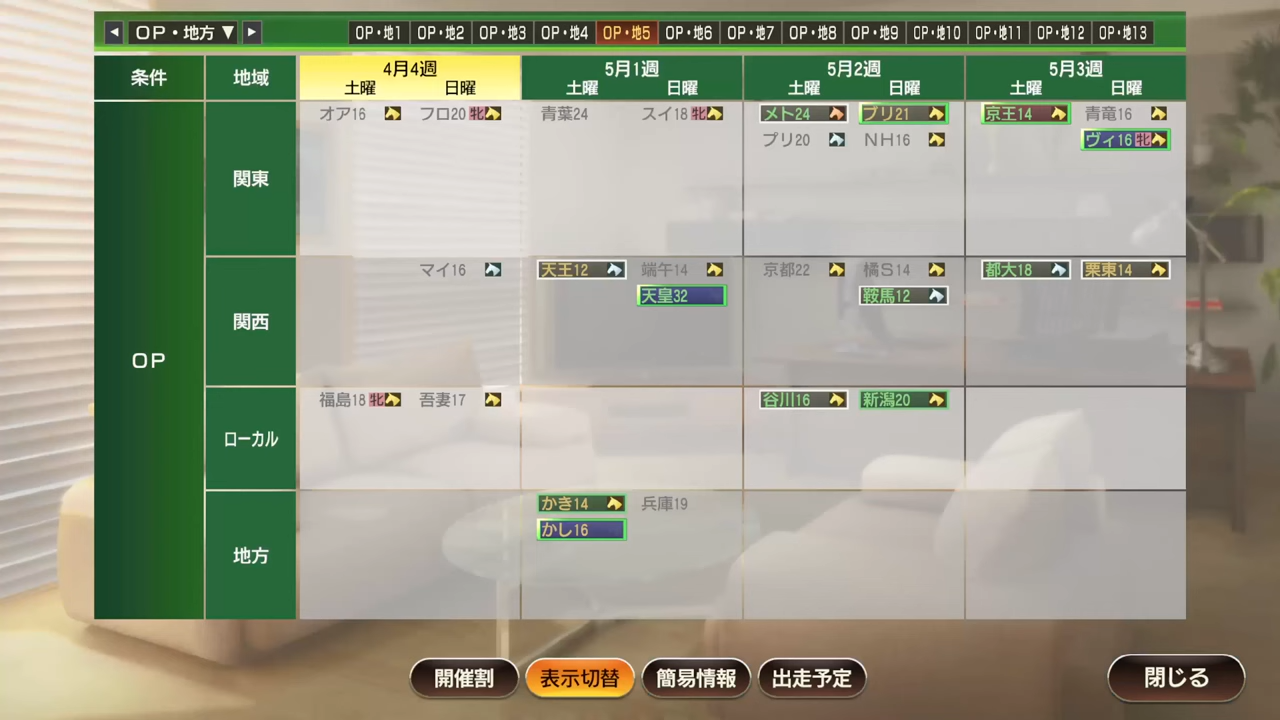 ◀ OP・地方▼ ▶ OP・地1 OP・地2 OP・地3 OP・地4 OP・地5 OP・地6 OP・地7 OP・地8 OP・地9 OP・地10 OP・地11 OP・地12 OP・地13
条件 地域 4月4週 5月1週 5月2週 5月3週
土曜 日曜 土曜 日曜 土曜 日曜 土曜 日曜
オア16 フロ20牝 青葉24 スイ18牝 メト24 プリ21 京王14 青竜16
プリ20 NH16 ヴィ16牝
関東
マイ16 天王12 端午14 京都22 橘S14 都大18 栗東14
天皇32 鞍馬12
関西
OP
福島18牝 吾妻17 谷川16 新潟20
ローカル
かき14 兵庫19
かし16
地方
開催割 表示切替 簡易情報 出走予定 閉じる